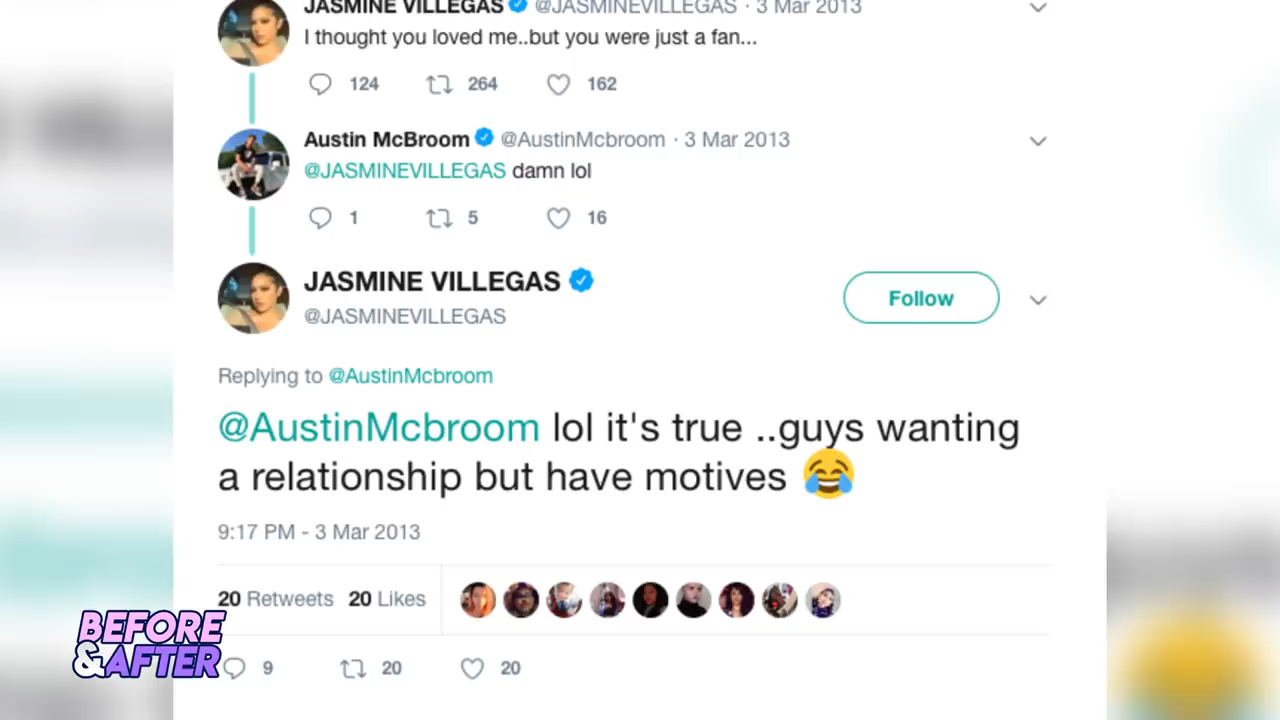 JASMINE VILLEGAS @JASMINEVILLEGAS · 3 Mar 2013
I thought you loved me..but you were just a fan...
124 264 162
Austin McBroom @AustinMcbroom · 3 Mar 2013
@JASMINEVILLEGAS damn lol
1 5 16
JASMINE VILLEGAS
@JASMINEVILLEGAS
Follow
Replying to @AustinMcbroom
@AustinMcbroom lol it's true ..guys wanting
a relationship but have motives 😂
9:17 PM - 3 Mar 2013
20 Retweets 20 Likes
BEFORE
&AFTER
9 20 20